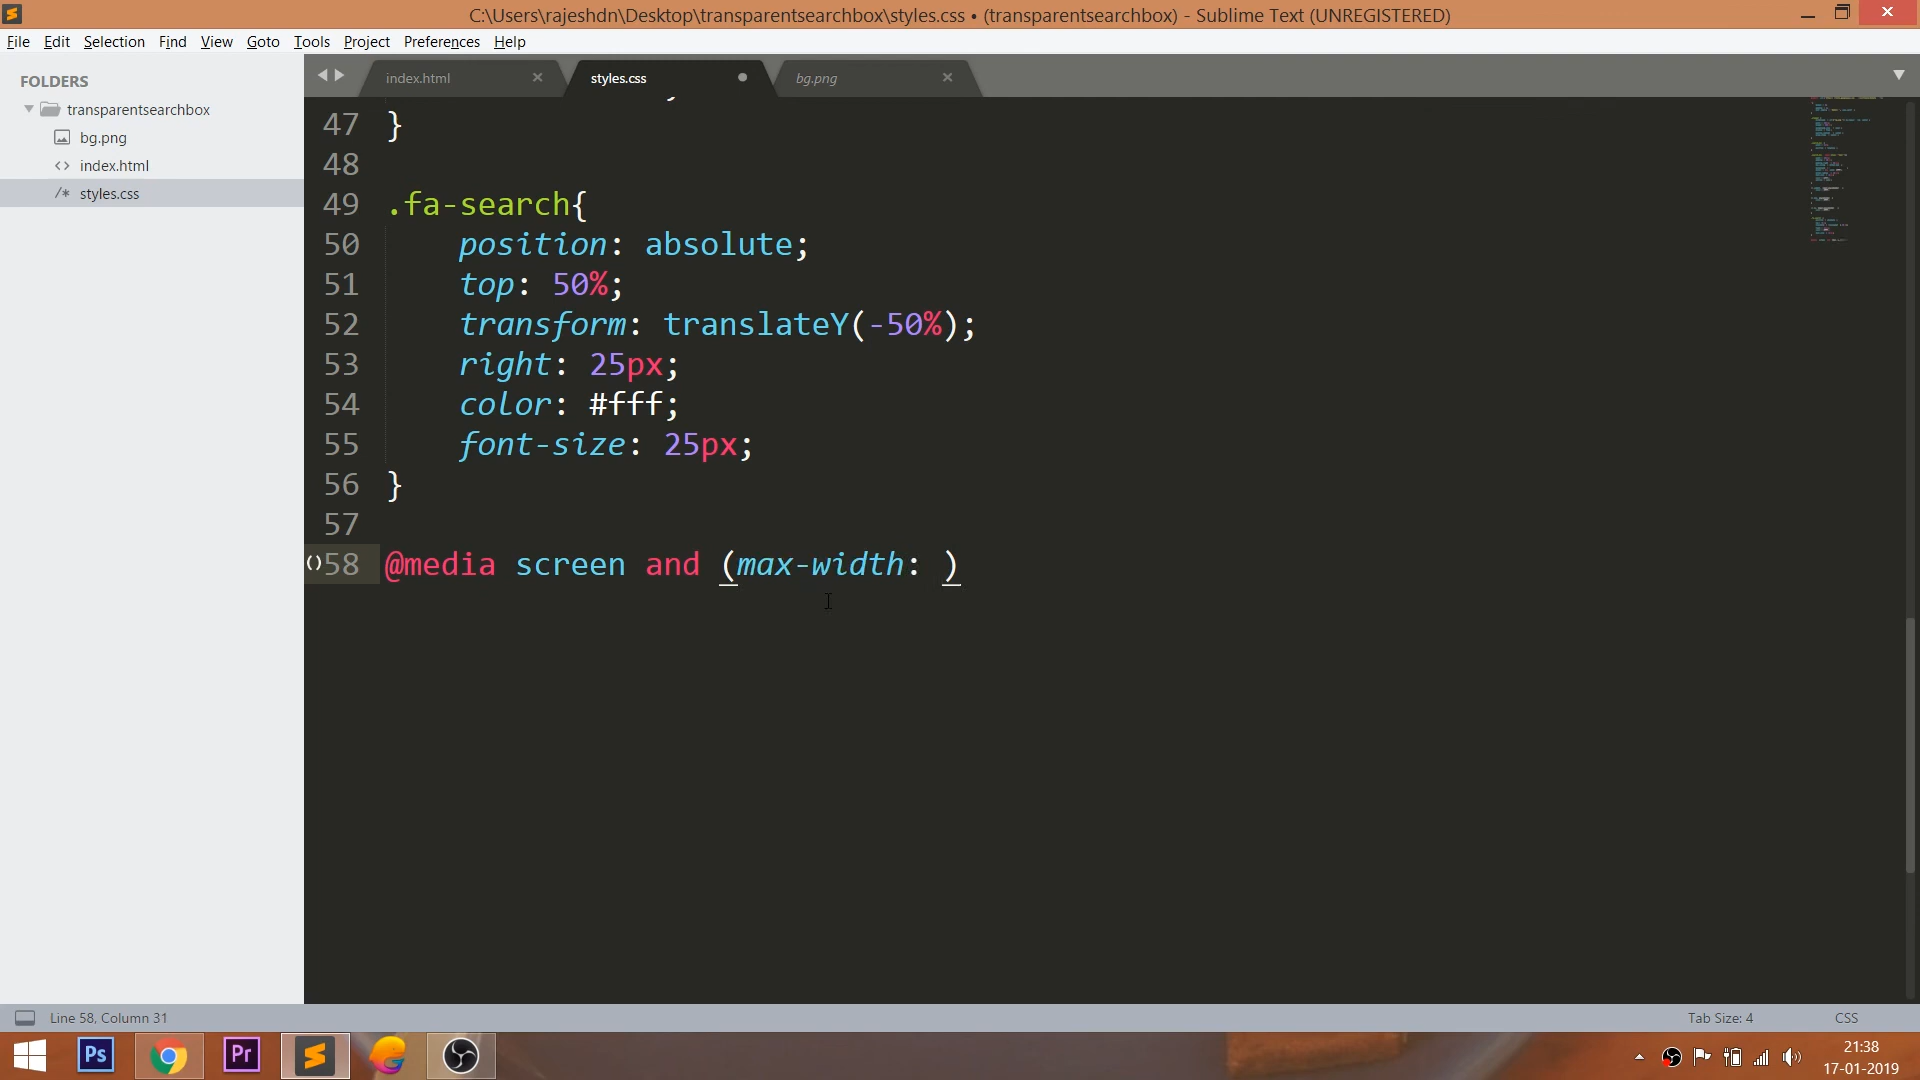 C:\Users\rajeshdn\Desktop\transparentsearchbox\styles.css • (transparentsearchbox) - Sublime Text (UNREGISTERED)
File Edit Selection Find View Goto Tools Project Preferences Help
FOLDERS
transparentsearchbox
bg.png
index.html
/* styles.css
index.html styles.css bg.png
47 }
48
49 .fa-search{
50 position: absolute;
51 top: 50%;
52 transform: translateY(-50%);
53 right: 25px;
54 color: #fff;
55 font-size: 25px;
56 }
57
58 @media screen and (max-width: )
Line 58, Column 31
Tab Size: 4
CSS
Ps
Pr
21:38
17-01-2019